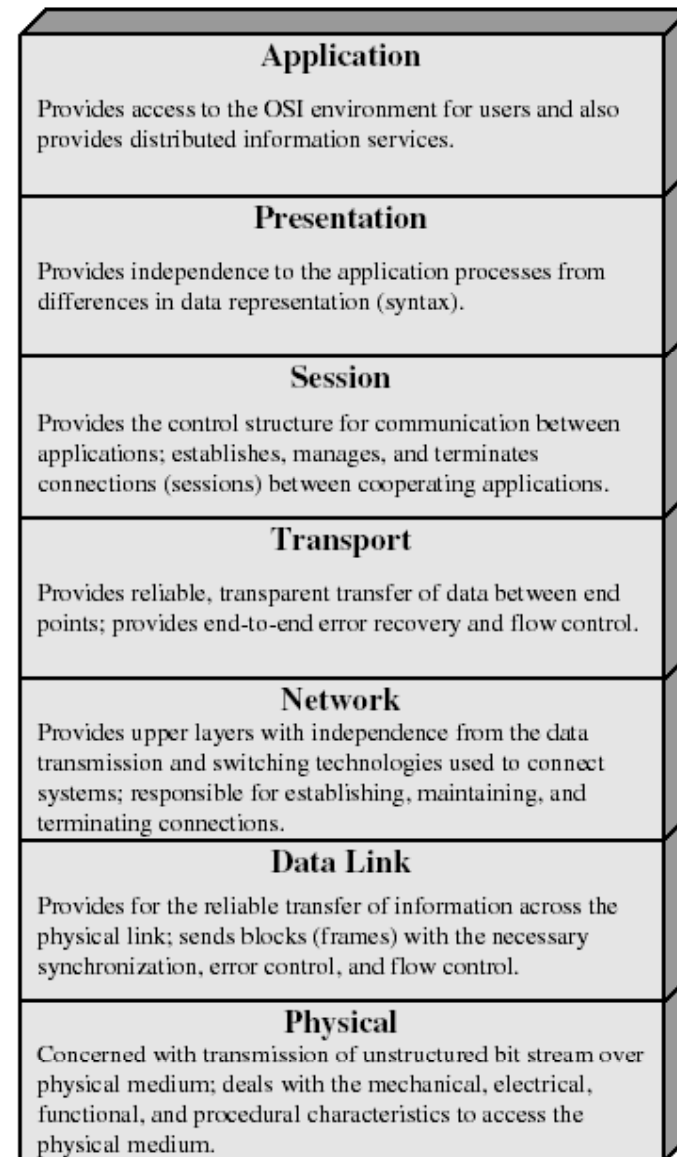 Application
Provides access to the OSI environment for users and also
provides distributed information services.
Presentation
Provides independence to the application processes from
differences in data representation (syntax).
Session
Provides the control structure for communication between
applications; establishes, manages, and terminates
connections (sessions) between cooperating applications.
Transport
Provides reliable, transparent transfer of data between end
points; provides end-to-end error recovery and flow control.
Network
Provides upper layers with independence from the data
transmission and switching technologies used to connect
systems; responsible for establishing, maintaining, and
terminating connections.
Data Link
Provides for the reliable transfer of information across the
physical link; sends blocks (frames) with the necessary
synchronization, error control, and flow control.
Physical
Concerned with transmission of unstructured bit stream over
physical medium; deals with the mechanical, electrical,
functional, and procedural characteristics to access the
physical medium.